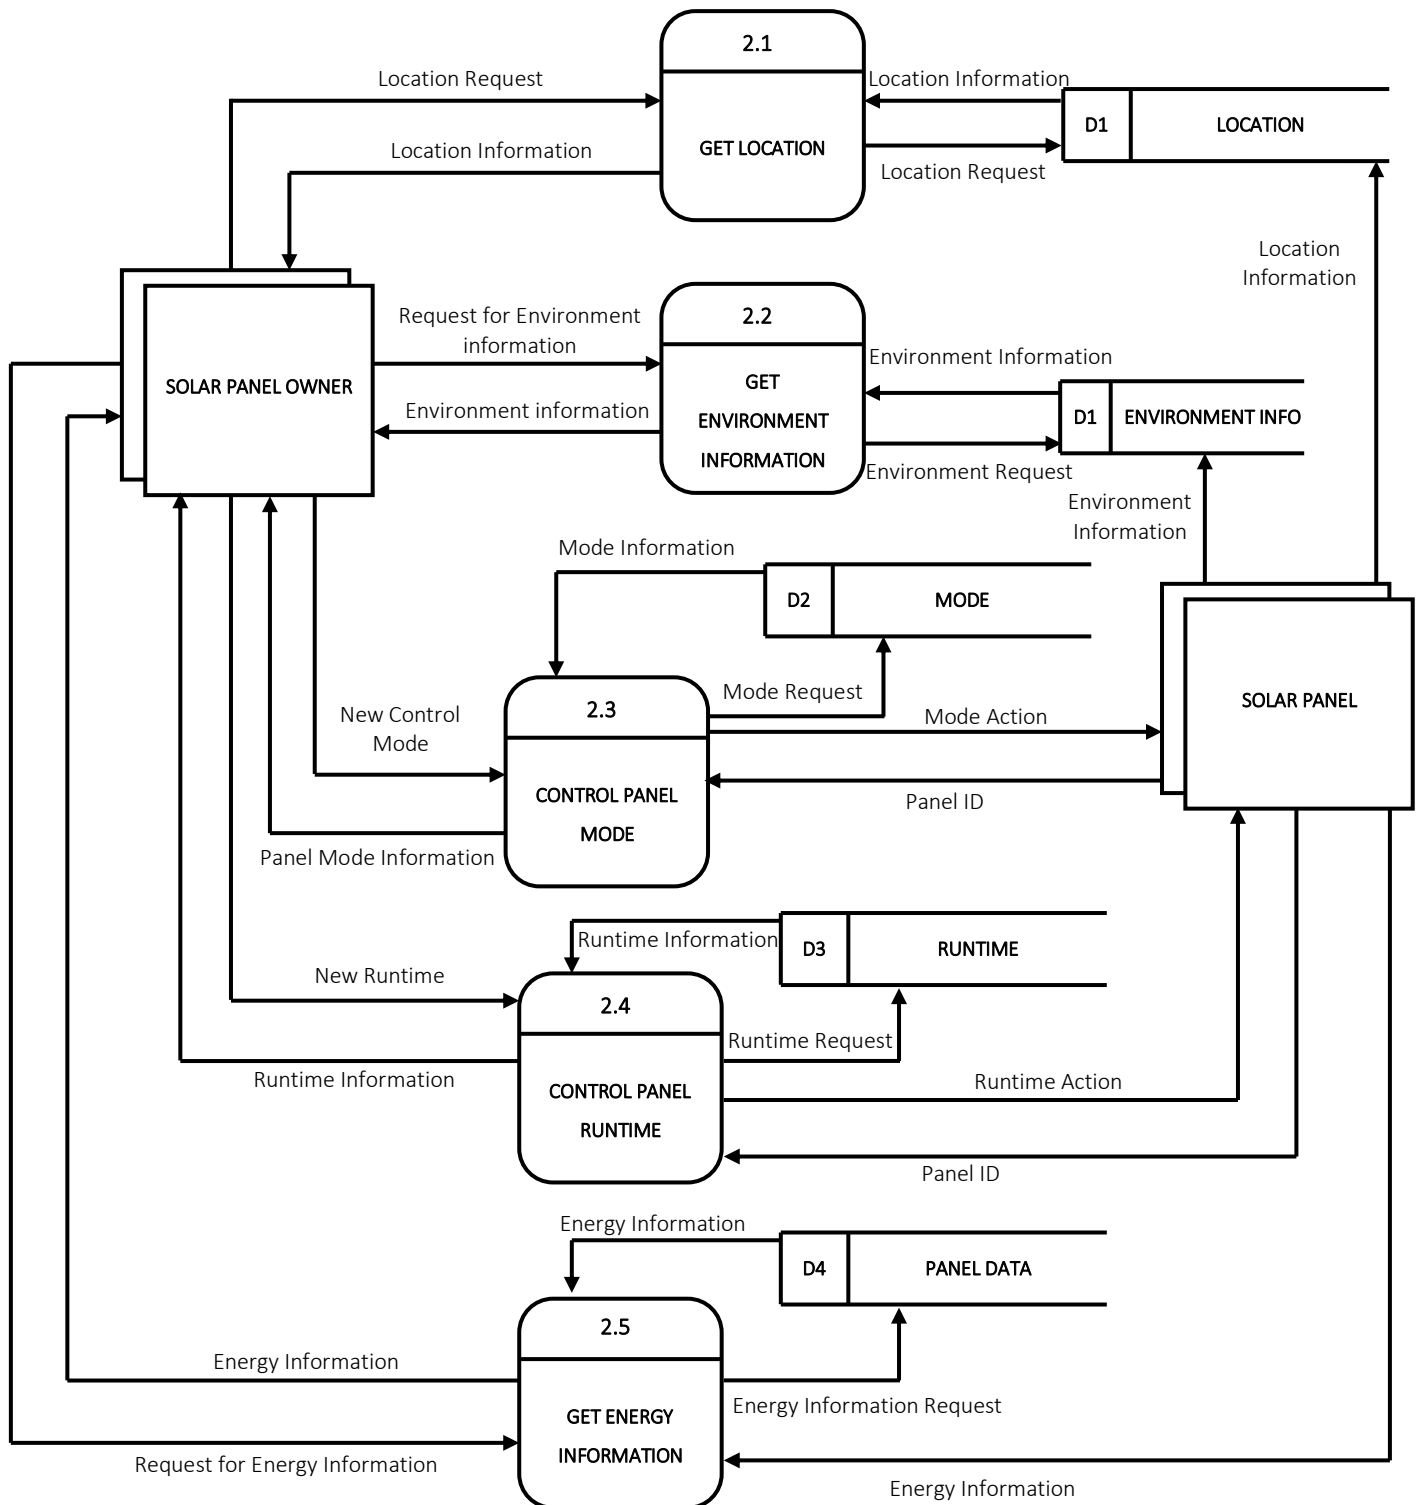 2.1
Location Request
Location Information
D1
LOCATION
GET LOCATION
Location Information
Location Request
Location
Information
2.2
Request for Environment
information
Environment Information
GET
ENVIRONMENT
INFORMATION
SOLAR PANEL OWNER
Environment information
D1
ENVIRONMENT INFO
Environment Request
Environment
Information
Mode Information
D2
MODE
Mode Request
2.3
New Control
Mode
Mode Action
SOLAR PANEL
CONTROL PANEL
MODE
Panel ID
Panel Mode Information
Runtime Information
D3
RUNTIME
New Runtime
2.4
Runtime Request
Runtime Information
Runtime Action
CONTROL PANEL
RUNTIME
Panel ID
Energy Information
D4
PANEL DATA
2.5
Energy Information
Energy Information Request
GET ENERGY
INFORMATION
Request for Energy Information
Energy Information